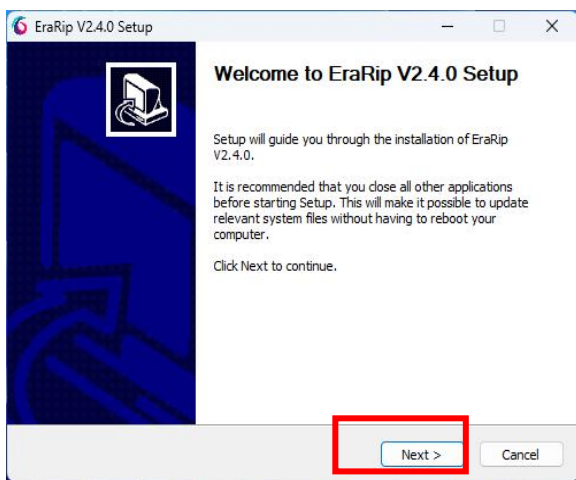 EraRip V2.4.0 Setup
Welcome to EraRip V2.4.0 Setup
Setup will guide you through the installation of EraRip
V2.4.0.
It is recommended that you close all other applications
before starting Setup. This will make it possible to update
relevant system files without having to reboot your
computer.
Click Next to continue.
Next >
Cancel